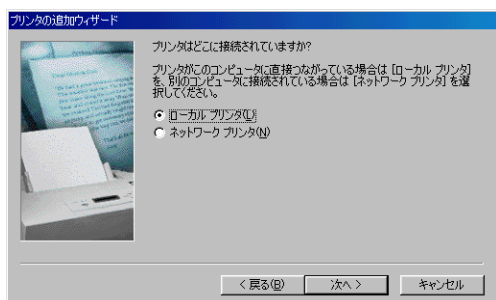 プリンタの追加ウィザード
プリンタはどこに接続されていますか?
プリンタがこのコンピュータに直接つながっている場合は [ローカル プリンタ]
を、別のコンピュータに接続されている場合は [ネットワーク プリンタ] を選
択してください。
ローカル プリンタ(L)
ネットワーク プリンタ(N)
< 戻る(B)
次へ >
キャンセル